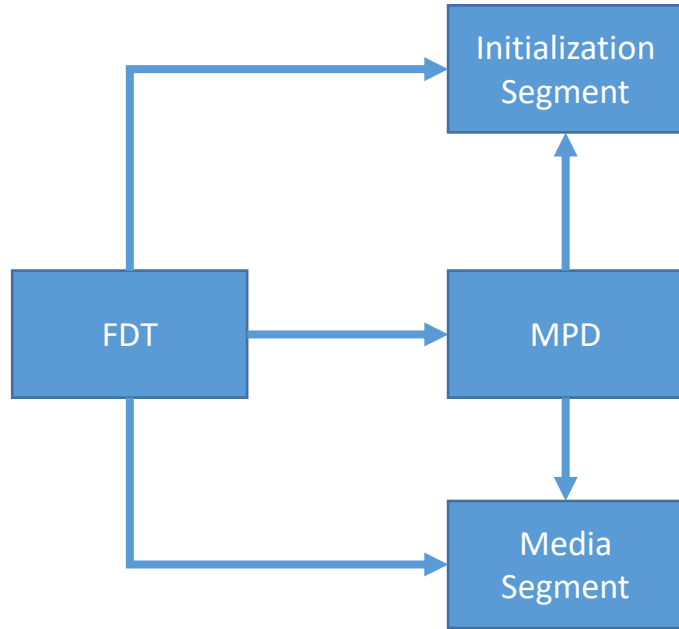 Initialization
Segment
FDT
MPD
Media
Segment